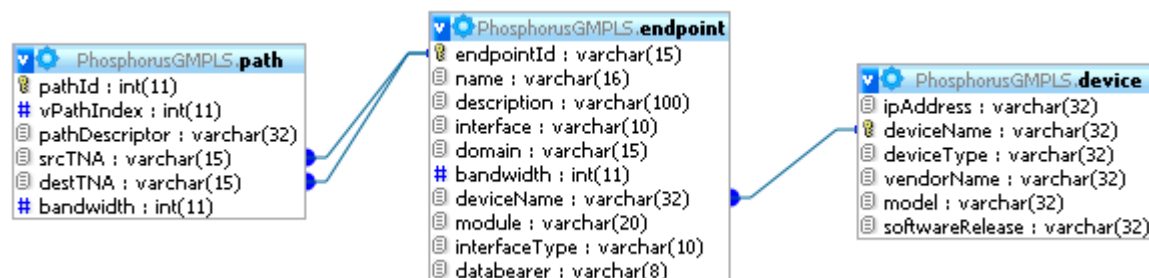 v PhosphorusGMPLS.path
pathId : int(11)
# vPathIndex : int(11)
pathDescriptor : varchar(32)
srcTNA : varchar(15)
destTNA : varchar(15)
# bandwidth : int(11)
v PhosphorusGMPLS.endpoint
endpointId : varchar(15)
name : varchar(16)
description : varchar(100)
interface : varchar(10)
domain : varchar(15)
# bandwidth : int(11)
deviceName : varchar(32)
module : varchar(20)
interfaceType : varchar(10)
databearer : varchar(8)
v PhosphorusGMPLS.device
ipAddress : varchar(32)
deviceName : varchar(32)
deviceType : varchar(32)
vendorName : varchar(32)
model : varchar(32)
softwareRelease : varchar(32)